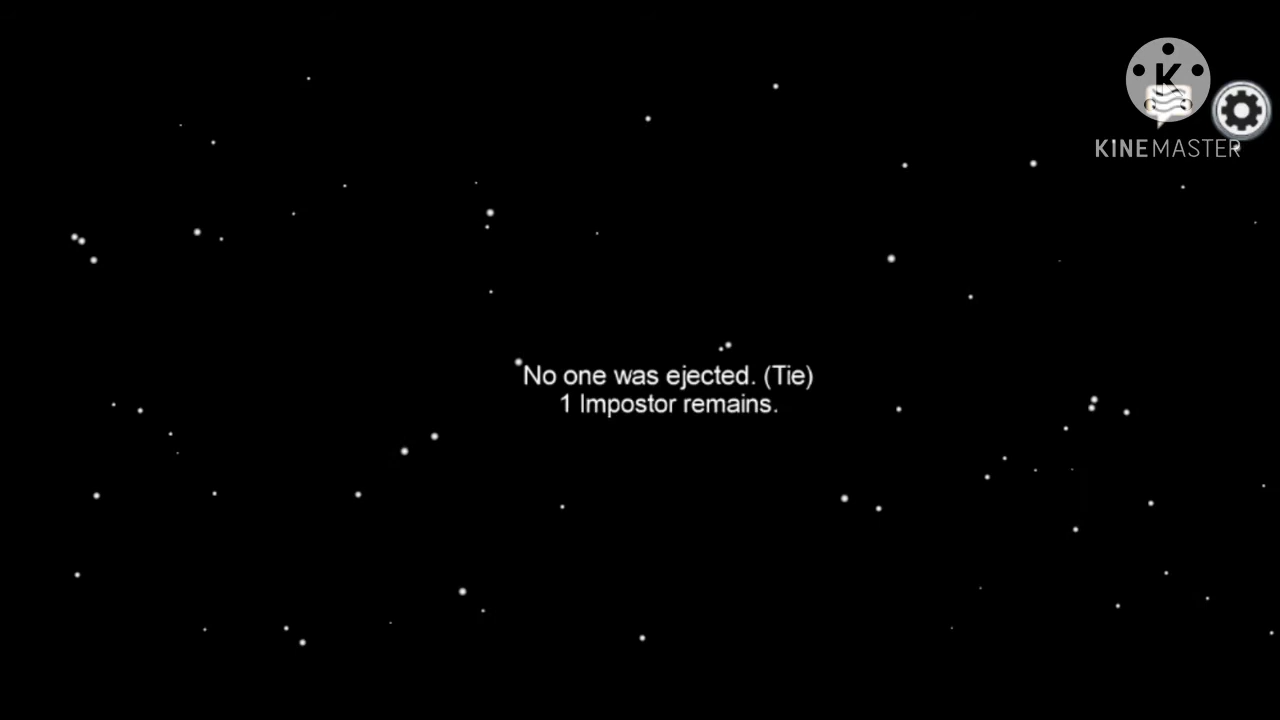 K
KINEMASTER
No one was ejected. (Tie)
1 Impostor remains.